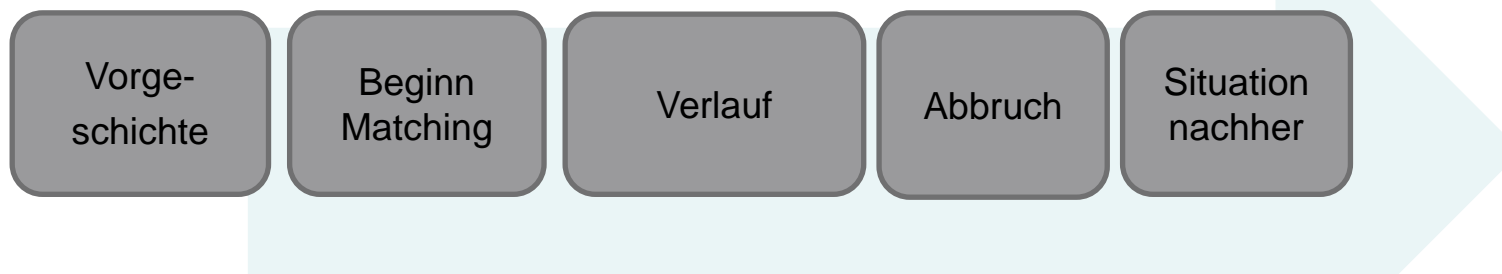 Vorge-
schichte
Beginn
Matching
Verlauf
Abbruch
Situation
nachher